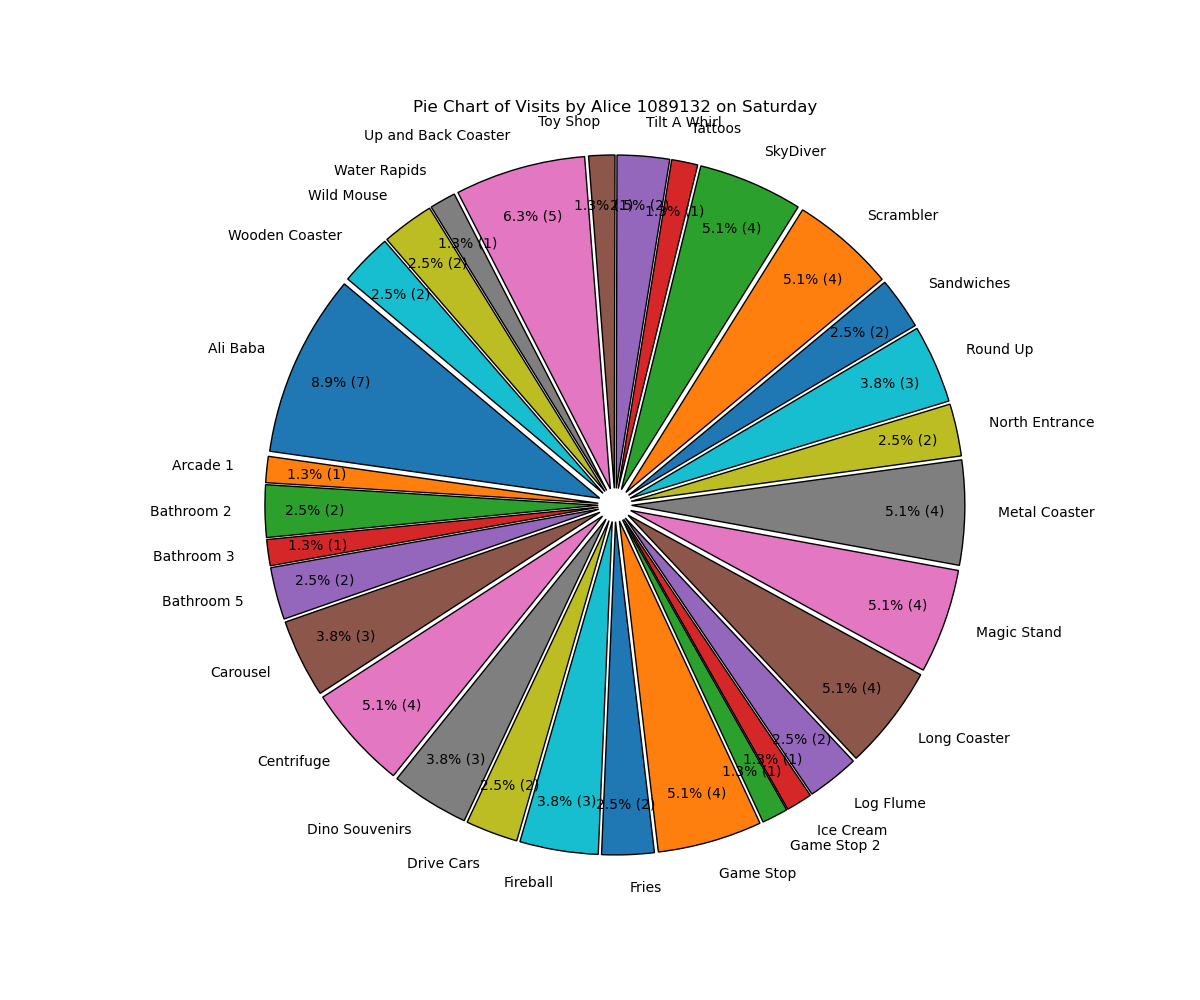 Pie Chart of Visits by Alice 1089132 on Saturday
Toy Shop
Tilt A Whirl
Tattoos
Up and Back Coaster
SkyDiver
Water Rapids
Wild Mouse
Scrambler
Wooden Coaster
Sandwiches
Ali Baba
Round Up
North Entrance
Arcade 1
Bathroom 2
Metal Coaster
Bathroom 3
Bathroom 5
Magic Stand
Carousel
Long Coaster
Centrifuge
Log Flume
Dino Souvenirs
Ice Cream
Game Stop 2
Drive Cars
Game Stop
Fireball
Fries
1.3% (1)
2.5% (2)
1.3% (1)
6.3% (5)
5.1% (4)
1.3% (1)
2.5% (2)
5.1% (4)
2.5% (2)
2.5% (2)
8.9% (7)
3.8% (3)
2.5% (2)
1.3% (1)
2.5% (2)
5.1% (4)
1.3% (1)
2.5% (2)
5.1% (4)
3.8% (3)
5.1% (4)
5.1% (4)
2.5% (2)
3.8% (3)
1.3% (1)
1.3% (1)
2.5% (2)
5.1% (4)
3.8% (3)
2.5% (2)